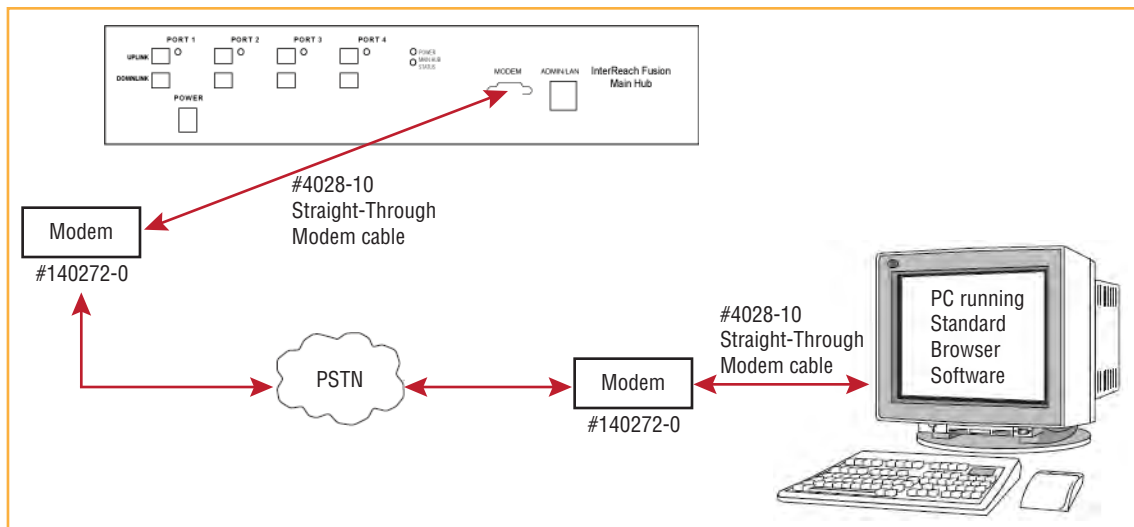 PORT 1 PORT 2 PORT 3 PORT 4
UPLINK
DOWNLINK
POWER
POWER
MAIN HUB
STATUS
MODEM
ADMIN/LAN
InterReach Fusion
Main Hub
#4028-10
Straight-Through
Modem cable
Modem
#140272-0
PSTN
Modem
#140272-0
#4028-10
Straight-Through
Modem cable
PC running
Standard
Browser
Software